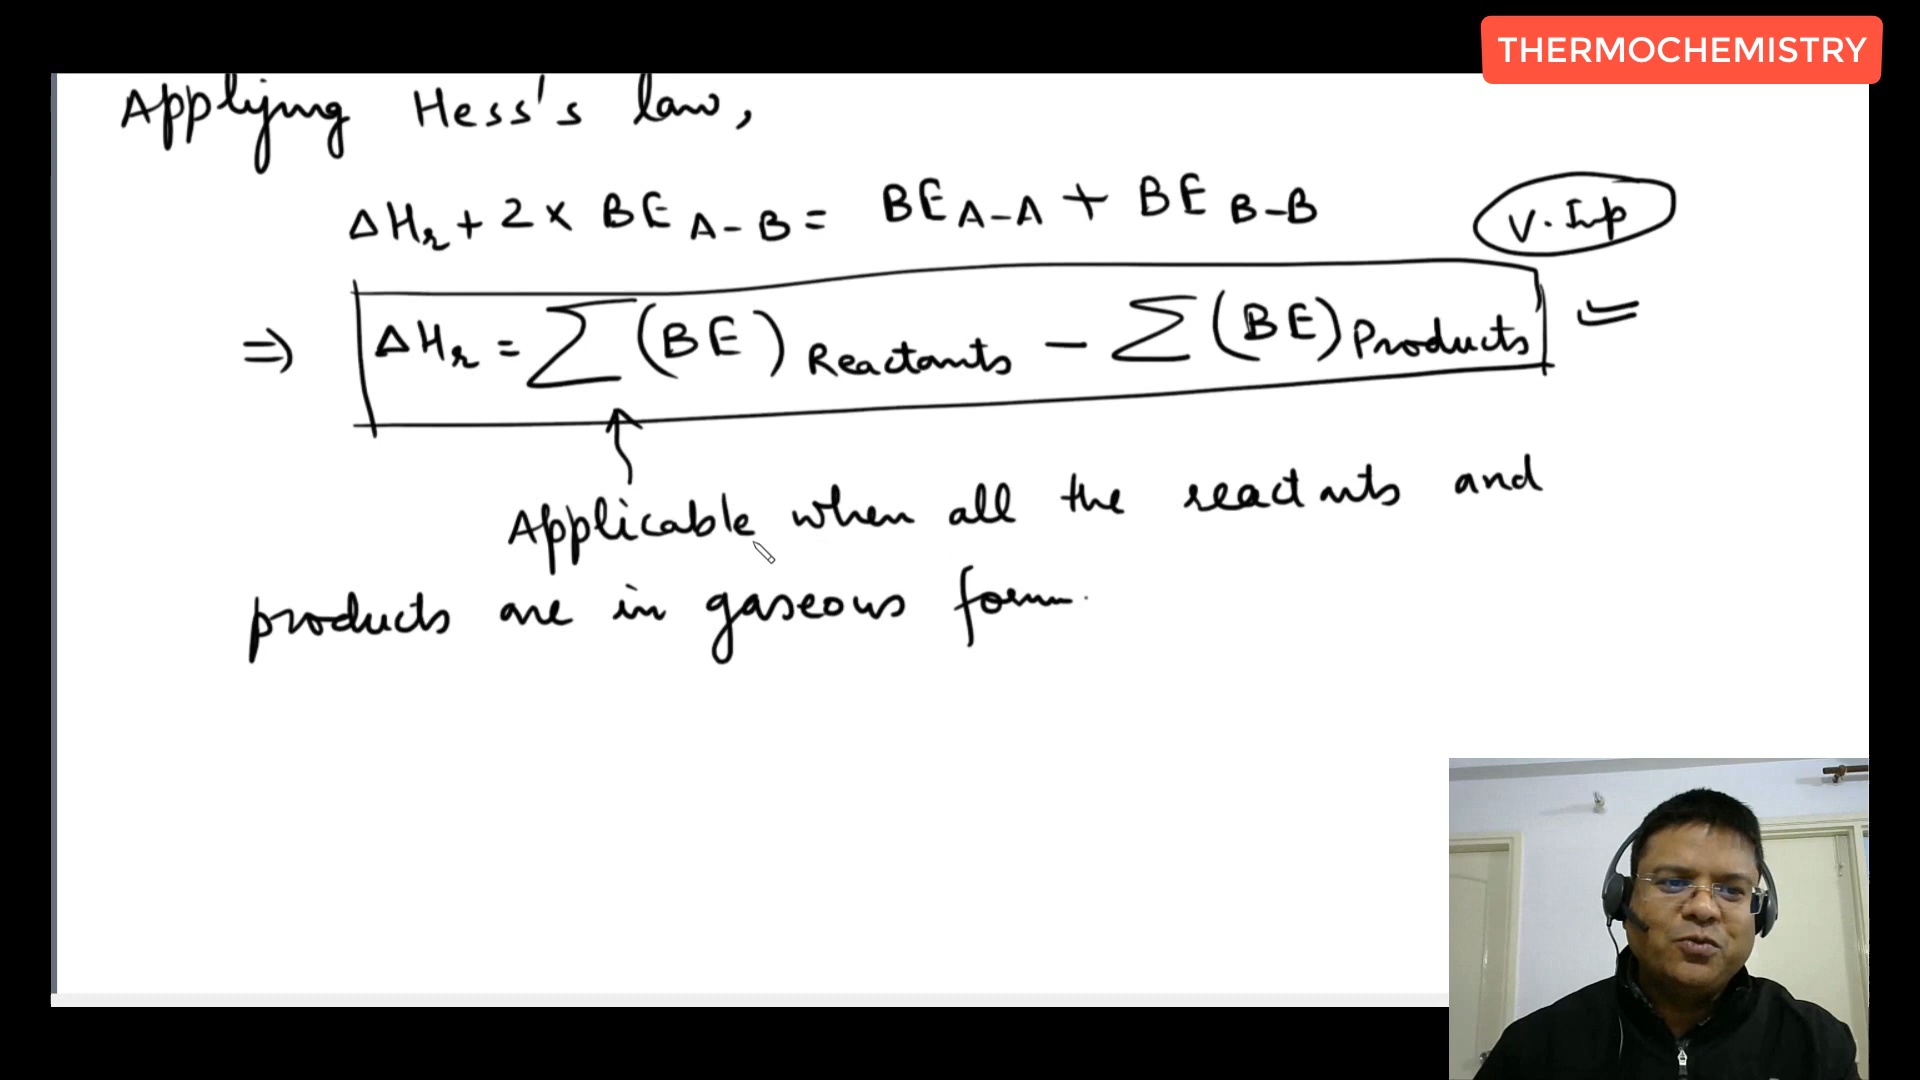 THERMOCHEMISTRY
Applying Hess's law,
ΔHr + 2 × BE A-B = BE A-A + BE B-B
V. Imp
⇒ ΔHr = ∑(BE) Reactants - ∑(BE) Products
Applicable when all the reactants and
products are in gaseous form.